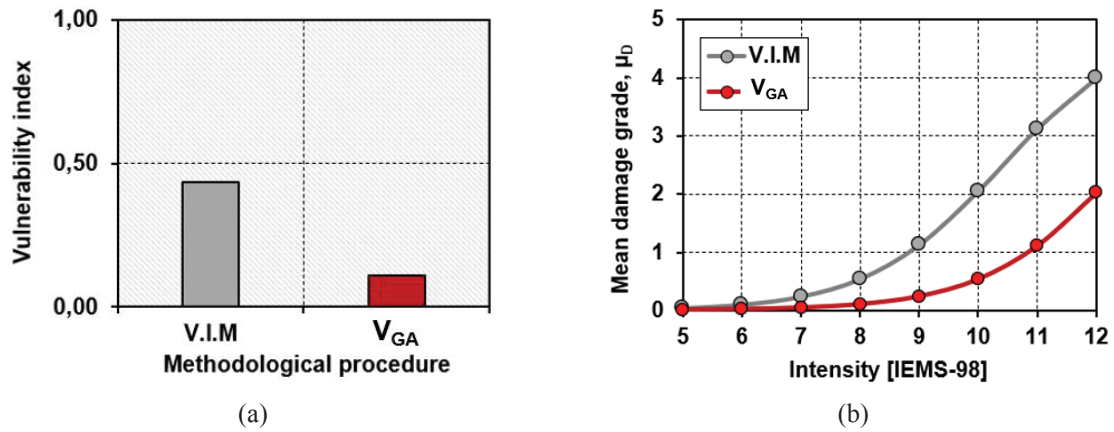 1,00
0,50
0,00
Vulnerability index
V.I.M
VGA
Methodological procedure
(a)
5
4
3
2
1
0
Mean damage grade, μD
V.I.M
VGA
5 6 7 8 9 10 11 12
Intensity [IEMS-98]
(b)